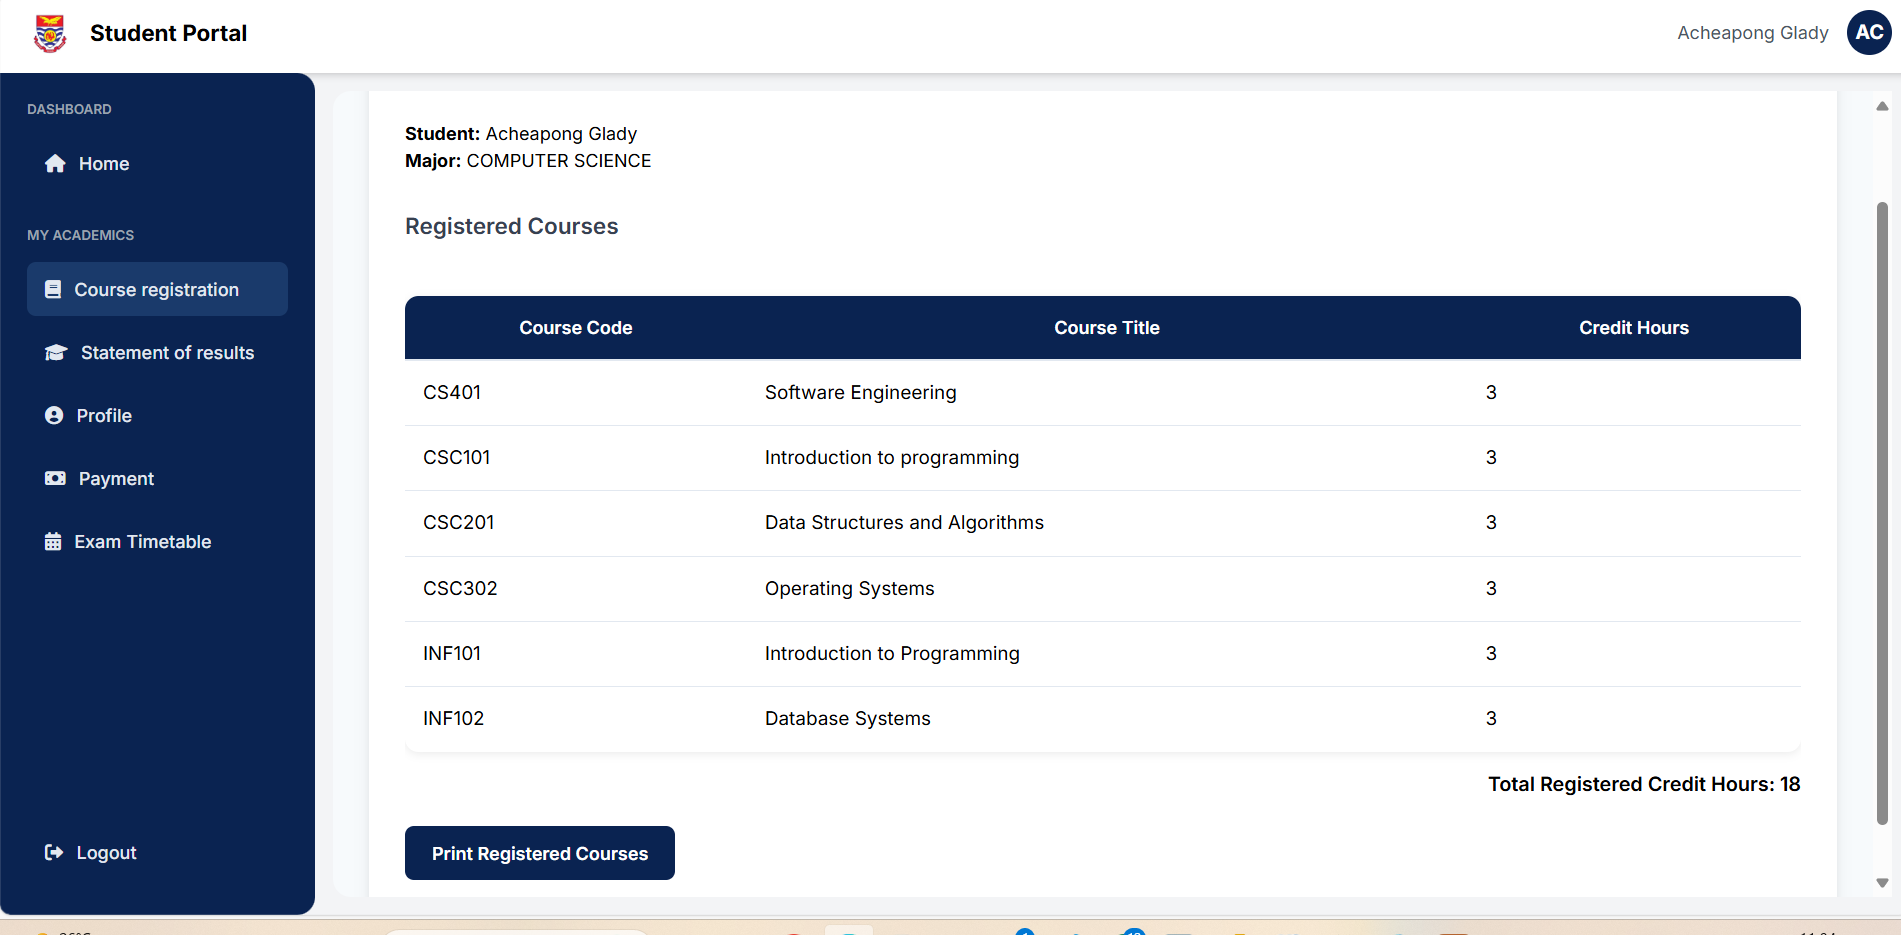 Student Portal
Acheapong Glady
AC
DASHBOARD
Home
MY ACADEMICS
Course registration
Statement of results
Profile
Payment
Exam Timetable
Logout
Student: Acheapong Glady
Major: COMPUTER SCIENCE
Registered Courses
Course Code Course Title Credit Hours
CS401 Software Engineering 3
CSC101 Introduction to programming 3
CSC201 Data Structures and Algorithms 3
CSC302 Operating Systems 3
INF101 Introduction to Programming 3
INF102 Database Systems 3
Total Registered Credit Hours: 18
Print Registered Courses